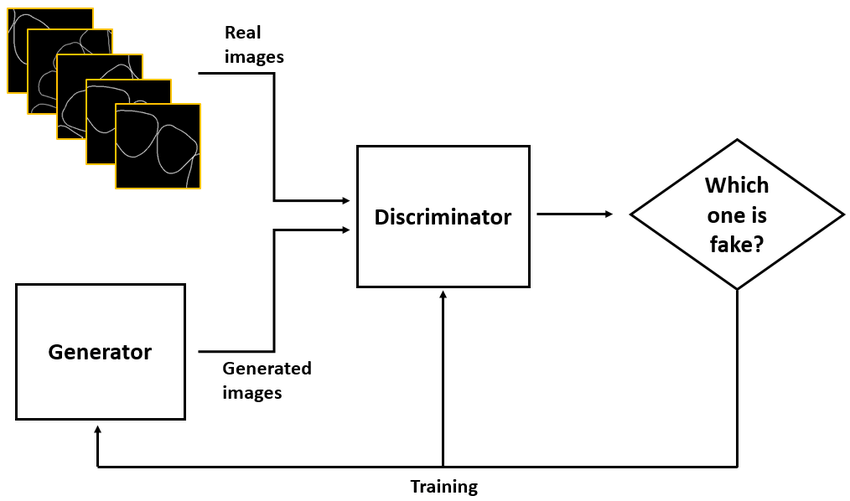 Real
images
Discriminator
Which
one is
fake?
Generator
Generated
images
Training